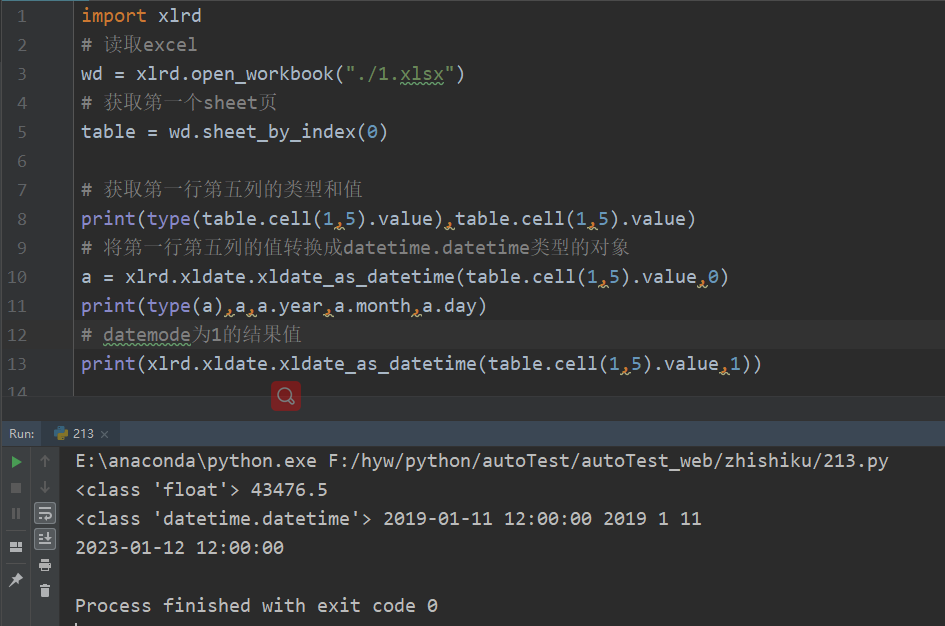 1 import xlrd
2 # 读取excel
3 wd = xlrd.open_workbook("./1.xlsx")
4 # 获取第一个sheet页
5 table = wd.sheet_by_index(0)
6
7 # 获取第一行第五列的类型和值
8 print(type(table.cell(1,5).value),table.cell(1,5).value)
9 # 将第一行第五列的值转换成datetime.datetime类型的对象
10 a = xlrd.xldate.xldate_as_datetime(table.cell(1,5).value,0)
11 print(type(a),a,a.year,a.month,a.day)
12 # datemode为1的结果值
13 print(xlrd.xldate.xldate_as_datetime(table.cell(1,5).value,1))
14
Run: 213 ×
E:\anaconda\python.exe F:/hyw/python/autoTest/autoTest_web/zhishiku/213.py
<class 'float'> 43476.5
<class 'datetime.datetime'> 2019-01-11 12:00:00 2019 1 11
2023-01-12 12:00:00
Process finished with exit code 0